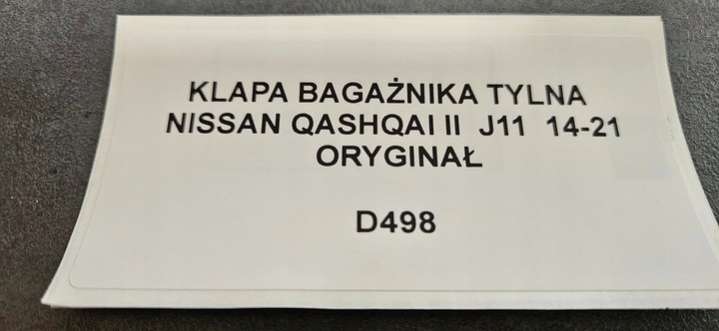 KLAPA BAGAŻNIKA TYLNA
NISSAN QASHQAI II J11 14-21
ORYGINAŁ
D498